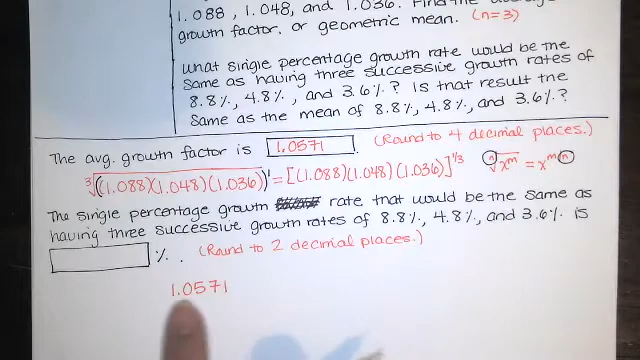 1.088, 1.048, and 1.036. Find the average
growth factor, or geometric mean. (n=3)
What single percentage growth rate would be the
same as having three successive growth rates of
8.8%, 4.8%, and 3.6%? Is that result the
same as the mean of 8.8%, 4.8%, and 3.6%?
The avg. growth factor is 1.0571. (Round to 4 decimal places.)
∛((1.088)(1.048)(1.036))¹ = [(1.088)(1.048)(1.036)]^1/3 ⁿ√x^m = x^m/n
The single percentage growth rate that would be the same as
having three successive growth rates of 8.8%, 4.8%, and 3.6% is
%. (Round to 2 decimal places.)
1.0571